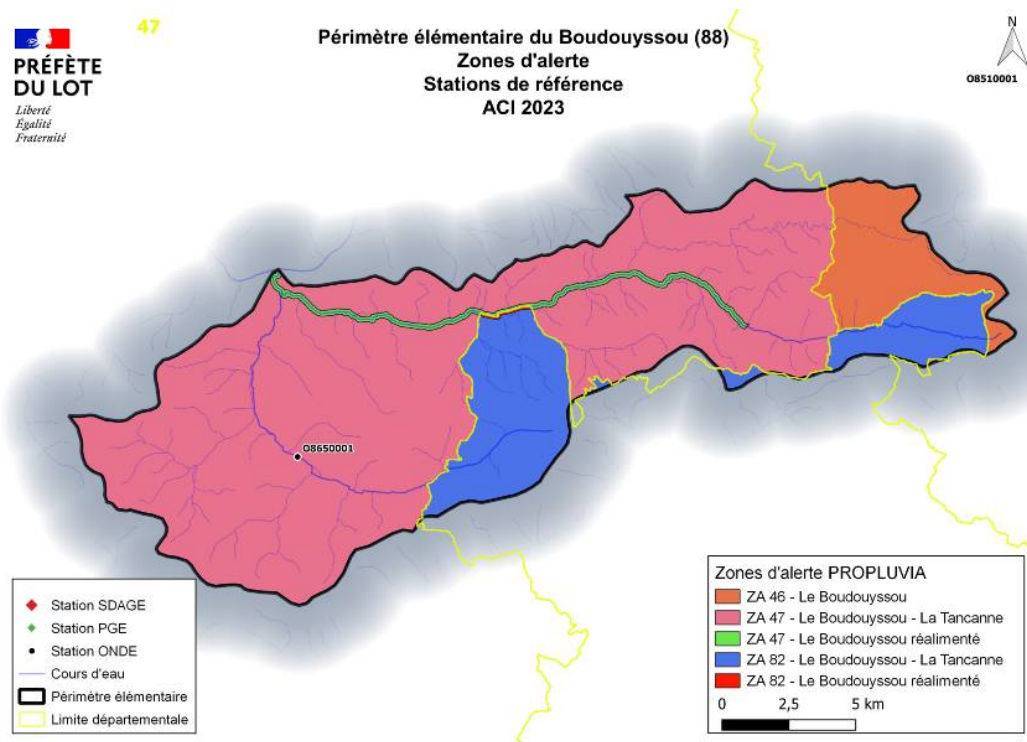 47
PRÉFÈTE
DU LOT
Liberté
Égalité
Fraternité
Périmètre élémentaire du Boudouyssou (88)
Zones d'alerte
Stations de référence
ACI 2023
N
O8510001
O8650001
Station SDAGE
Station PGE
Station ONDE
Cours d'eau
Périmètre élémentaire
Limite départementale
Zones d'alerte PROPLUVIA
ZA 46 - Le Boudouyssou
ZA 47 - Le Boudouyssou - La Tancanne
ZA 47 - Le Boudouyssou réalimenté
ZA 82 - Le Boudouyssou - La Tancanne
ZA 82 - Le Boudouyssou réalimenté
0 2,5 5 km